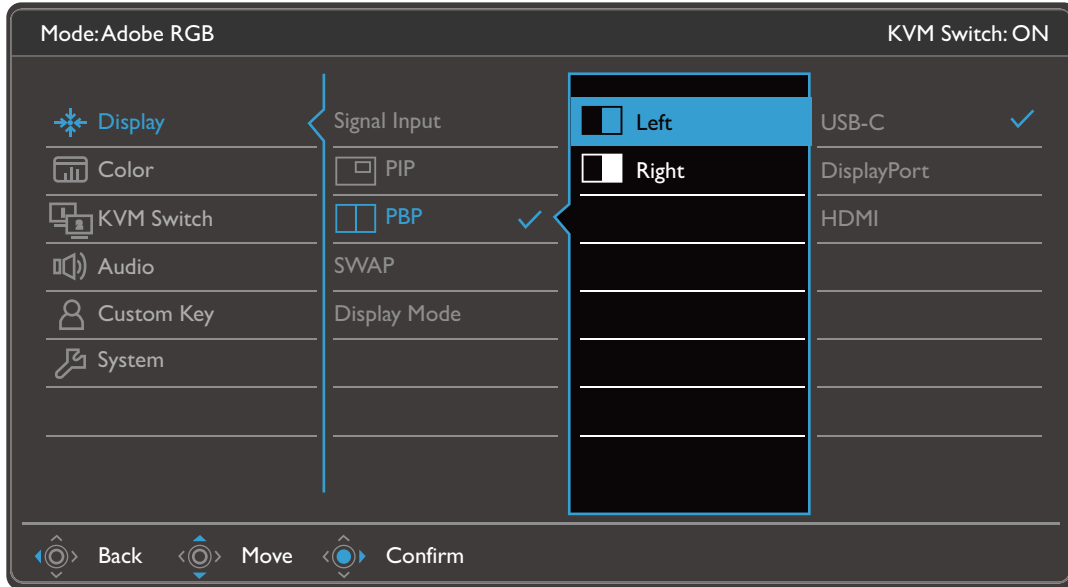 Mode: Adobe RGB
KVM Switch: ON
Display
Color
KVM Switch
Audio
Custom Key
System
Signal Input
PIP
PBP
SWAP
Display Mode
Left
Right
USB-C
DisplayPort
HDMI
Back
Move
Confirm